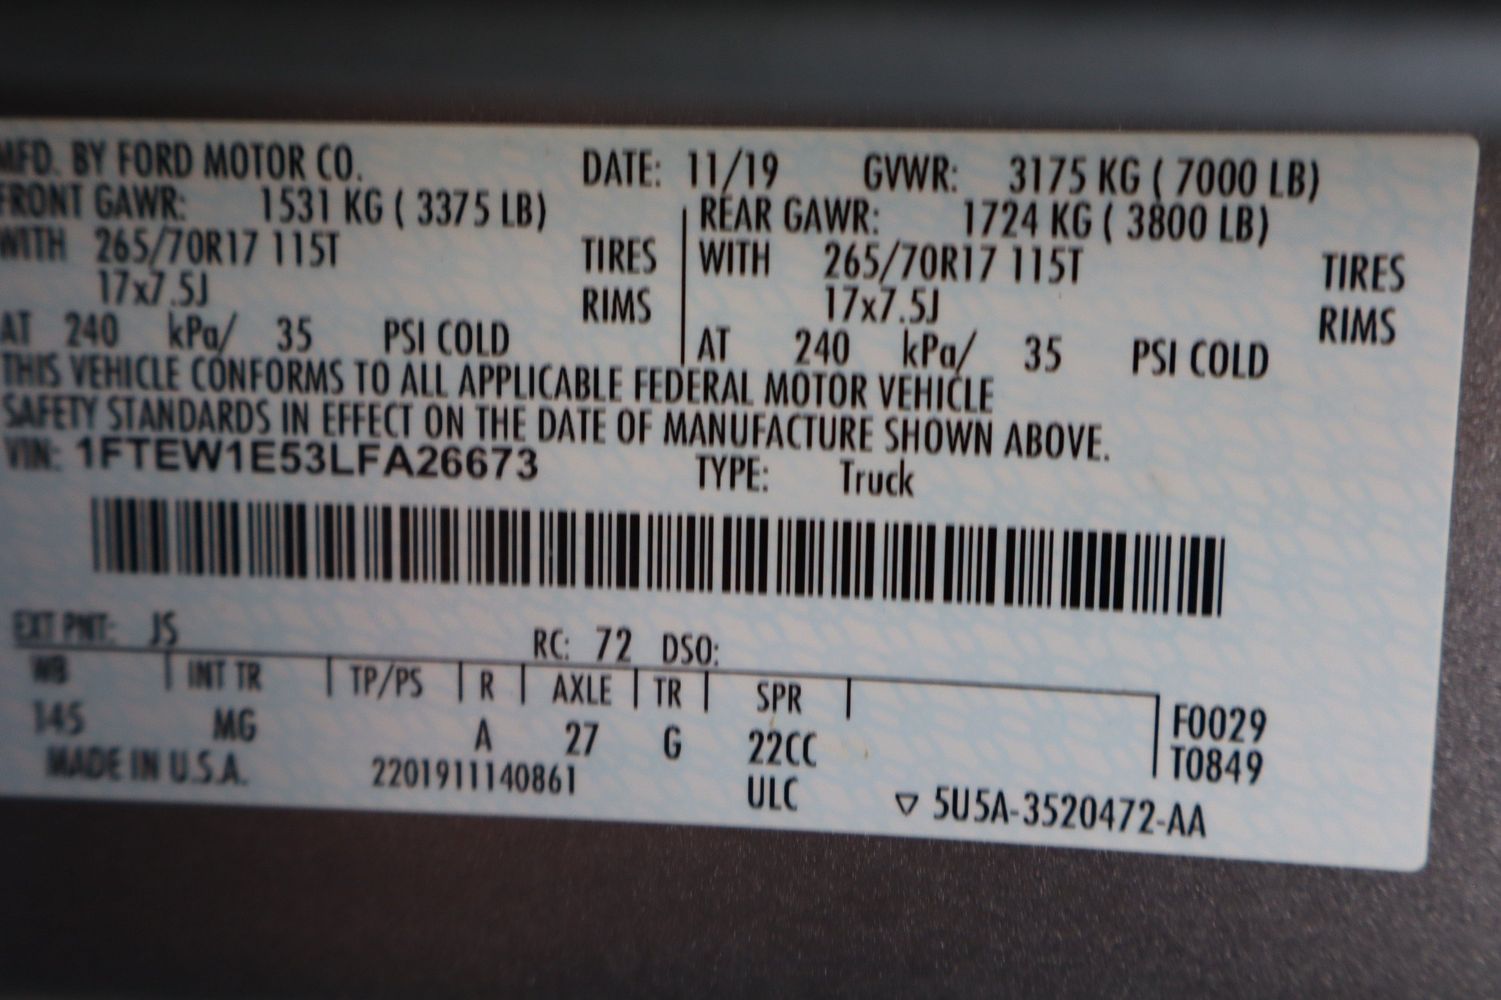 MFD. BY FORD MOTOR CO. DATE: 11/19 GVWR: 3175 KG ( 7000 LB)
FRONT GAWR: 1531 KG ( 3375 LB) REAR GAWR: 1724 KG ( 3800 LB)
WITH 265/70R17 115T TIRES WITH 265/70R17 115T TIRES
17x7.5J RIMS 17x7.5J RIMS
AT 240 kPa/ 35 PSI COLD AT 240 kPa/ 35 PSI COLD
THIS VEHICLE CONFORMS TO ALL APPLICABLE FEDERAL MOTOR VEHICLE
SAFETY STANDARDS IN EFFECT ON THE DATE OF MANUFACTURE SHOWN ABOVE.
VIN: 1FTEW1E53LFA26673 TYPE: Truck
EXT PNT: JS RC: 72 DSO:
WB INT TR TP/PS R AXLE TR SPR
145 MG A 27 G 22CC F0029
T0849
MADE IN U.S.A. 2201911140861 ULC ▽ 5U5A-3520472-AA